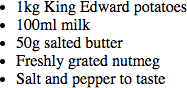 • 1kg King Edward potatoes
• 100ml milk
• 50g salted butter
• Freshly grated nutmeg
• Salt and pepper to taste